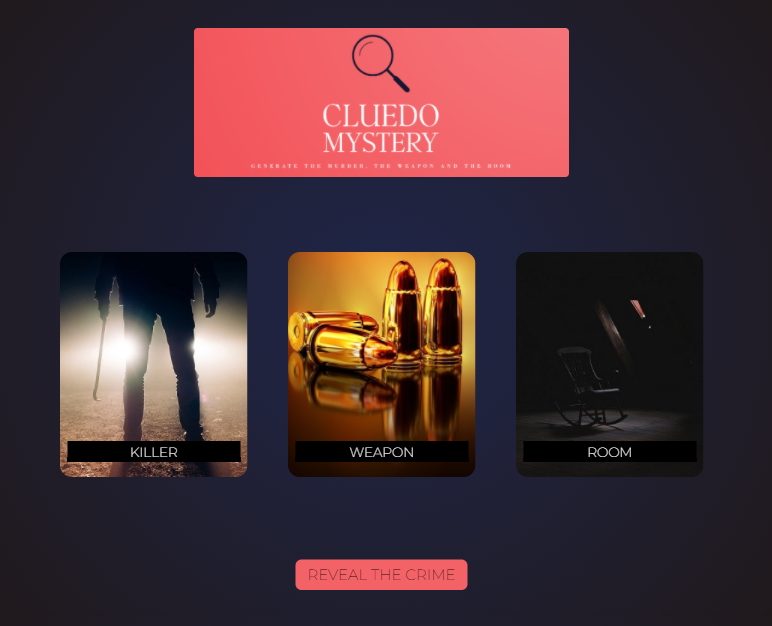 CLUEDO
MYSTERY
GENERATE THE MURDER, THE WEAPON AND THE ROOM
KILLER
WEAPON
ROOM
REVEAL THE CRIME